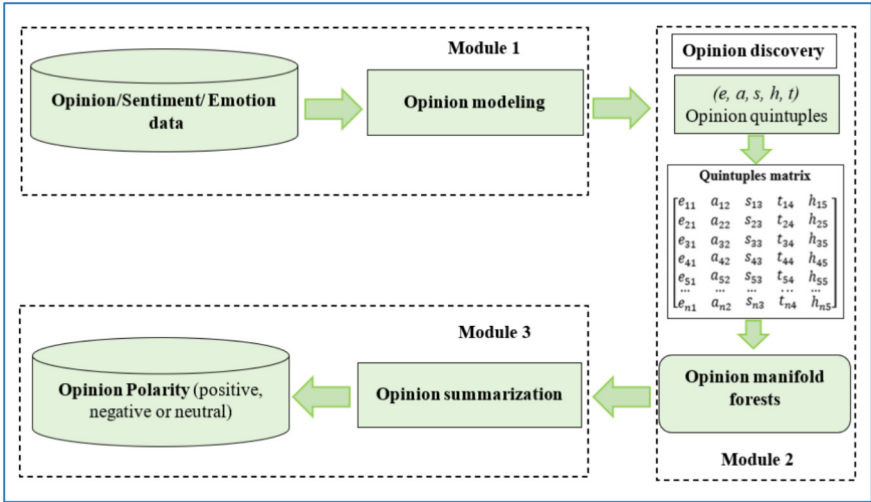 Module 1
Opinion/Sentiment/ Emotion
data
Opinion modeling
Opinion discovery
(e, a, s, h, t)
Opinion quintuples
Quintuples matrix
e11 a12 s13 t14 h15
e21 a22 s23 t24 h25
e31 a32 s33 t34 h35
e41 a42 s43 t44 h45
e51 a52 s53 t54 h55
... ... ... ... ...
en1 an2 sn3 tn4 hn5
Opinion manifold
forests
Module 2
Module 3
Opinion summarization
Opinion Polarity (positive,
negative or neutral)